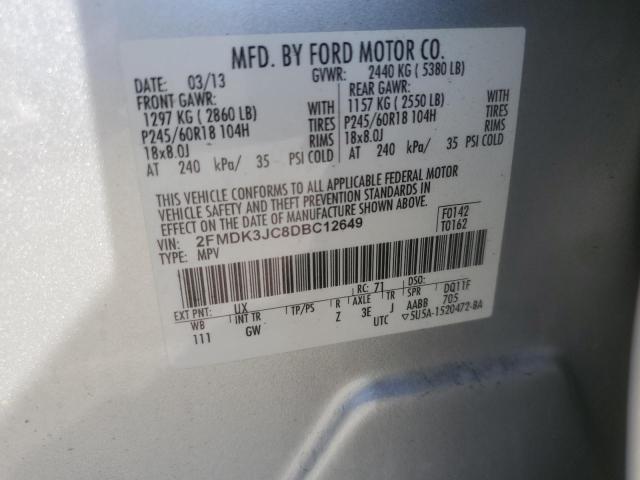 MFD. BY FORD MOTOR CO.
DATE: 03/13 GVWR: 2440 KG ( 5380 LB)
FRONT GAWR: REAR GAWR:
1297 KG ( 2860 LB) WITH 1157 KG ( 2550 LB) WITH
P245/60R18 104H TIRES P245/60R18 104H TIRES
18x8.0J RIMS 18x8.0J RIMS
AT 240 kPa/ 35 PSI COLD AT 240 kPa/ 35 PSI COLD
THIS VEHICLE CONFORMS TO ALL APPLICABLE FEDERAL MOTOR
VEHICLE SAFETY AND THEFT PREVENTION STANDARDS IN
EFFECT ON THE DATE OF MANUFACTURE SHOWN ABOVE.
VIN: 2FMDK3JC8DBC12649 F0142
TYPE: MPV T0162
RC: 71 DSO:
EXT PNT: UX DQ11F
WB INT TR TP/PS R AXLE TR SPR 705
111 GW Z 3E J AABB
UTC ▽5U5A-1520472-BA